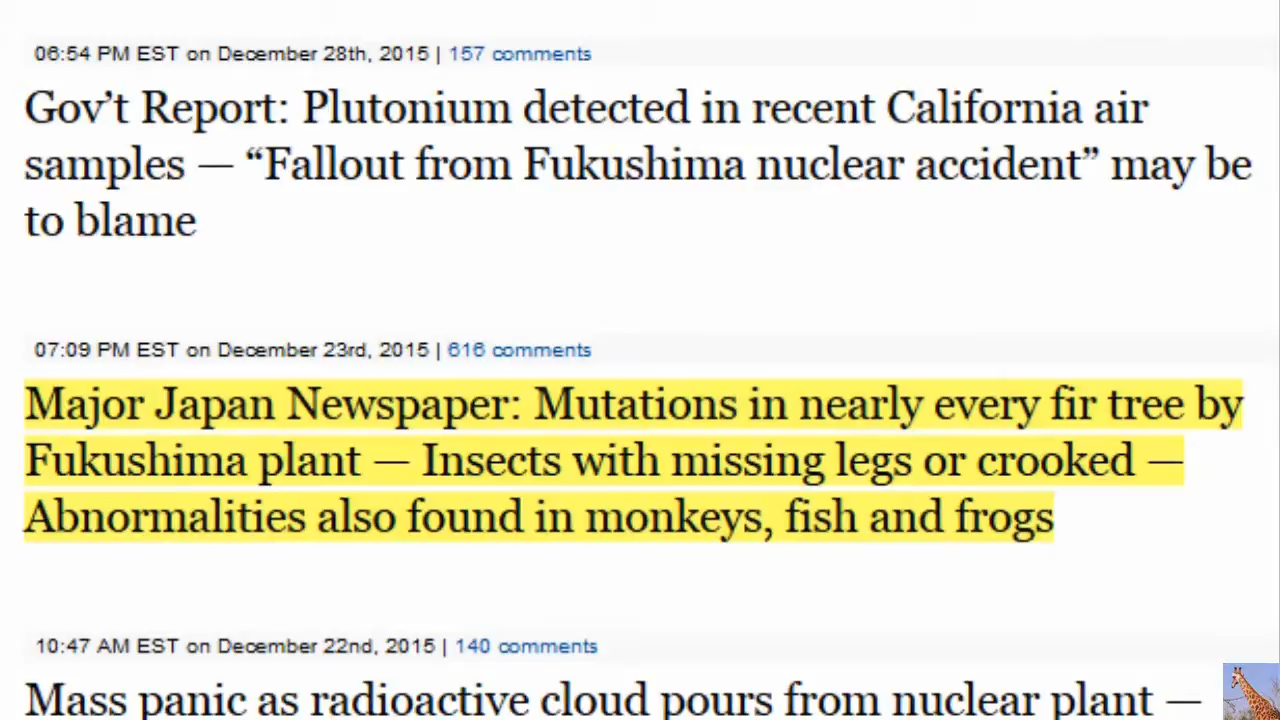 06:54 PM EST on December 28th, 2015 | 157 comments
Gov’t Report: Plutonium detected in recent California air
samples — “Fallout from Fukushima nuclear accident” may be
to blame
07:09 PM EST on December 23rd, 2015 | 616 comments
Major Japan Newspaper: Mutations in nearly every fir tree by
Fukushima plant — Insects with missing legs or crooked —
Abnormalities also found in monkeys, fish and frogs
10:47 AM EST on December 22nd, 2015 | 140 comments
Mass panic as radioactive cloud pours from nuclear plant —